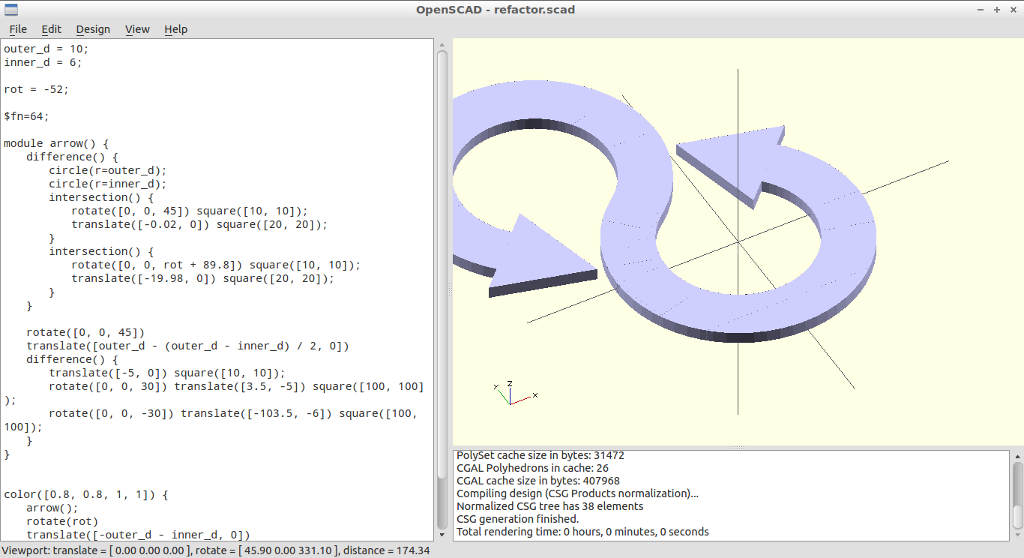 OpenSCAD - refactor.scad
File Edit Design View Help
outer_d = 10;
inner_d = 6;
rot = -52;
$fn=64;
module arrow() {
difference() {
circle(r=outer_d);
circle(r=inner_d);
intersection() {
rotate([0, 0, 45]) square([10, 10]);
translate([-0.02, 0]) square([20, 20]);
}
intersection() {
rotate([0, 0, rot + 89.8]) square([10, 10]);
translate([-19.98, 0]) square([20, 20]);
}
}
rotate([0, 0, 45])
translate([outer_d - (outer_d - inner_d) / 2, 0])
difference() {
translate([-5, 0]) square([10, 10]);
rotate([0, 0, 30]) translate([3.5, -5]) square([100, 100]
);
rotate([0, 0, -30]) translate([-103.5, -6]) square([100,
100]);
}
}
color([0.8, 0.8, 1, 1]) {
arrow();
rotate(rot)
translate([-outer_d - inner_d, 0])
Y Z X
PolySet cache size in bytes: 31472
CGAL Polyhedrons in cache: 26
CGAL cache size in bytes: 407968
Compiling design (CSG Products normalization)...
Normalized CSG tree has 38 elements
CSG generation finished.
Total rendering time: 0 hours, 0 minutes, 0 seconds
Viewport: translate = [ 0.00 0.00 0.00 ], rotate = [ 45.90 0.00 331.10 ], distance = 174.34